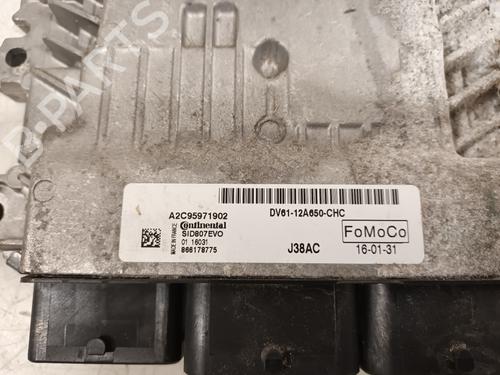 B-PARTS
A2C95971902
DV61-12A650-CHC
Continental
SID807EVO
MADE IN FRANCE
01 16031
866178775
J38AC
FoMoCo
16-01-31